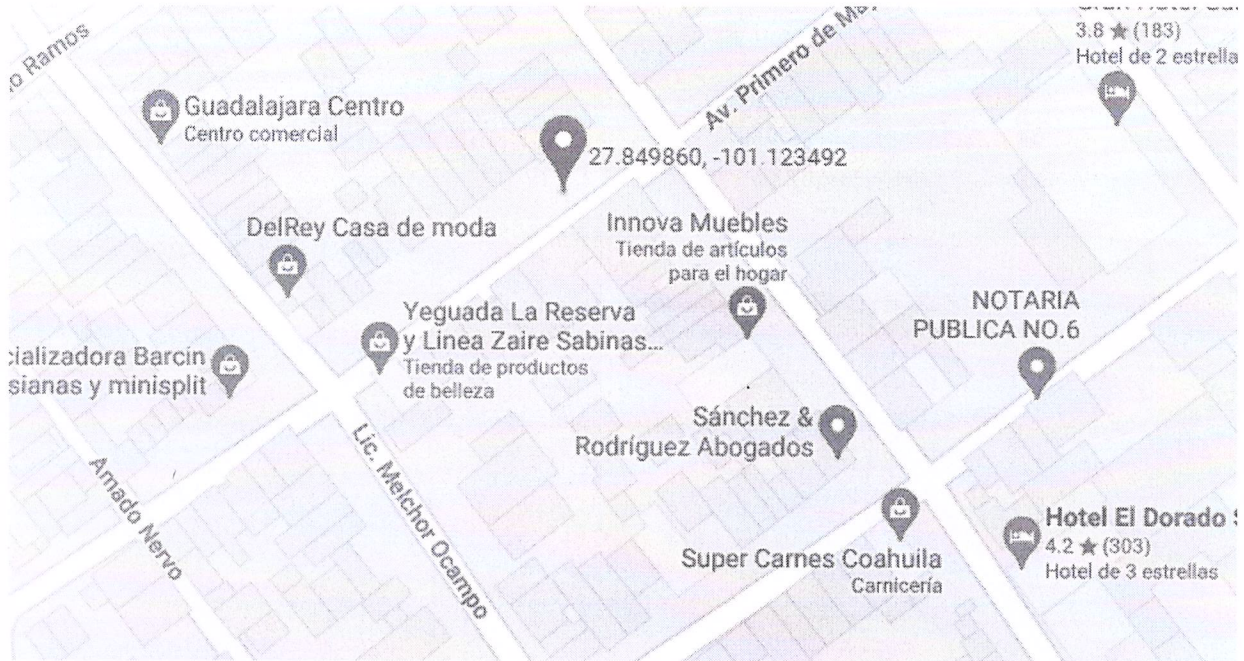 3.8 ★ (183)
Hotel de 2 estrella
o Ramos
Av. Primero de
Guadalajara Centro
Centro comercial
27.849860, -101.123492
DelRey Casa de moda
Innova Muebles
Tienda de artículos
para el hogar
Yeguada La Reserva
y Linea Zaire Sabinas...
Tienda de productos
de belleza
NOTARIA
PUBLICA NO.6
cializadora Barcin
sianas y minisplit
Sánchez &
Rodríguez Abogados
Lic. Melchor Ocampo
Amado Nervo
Super Carnes Coahuila
Carnicería
Hotel El Dorado
4.2 ★ (303)
Hotel de 3 estrellas